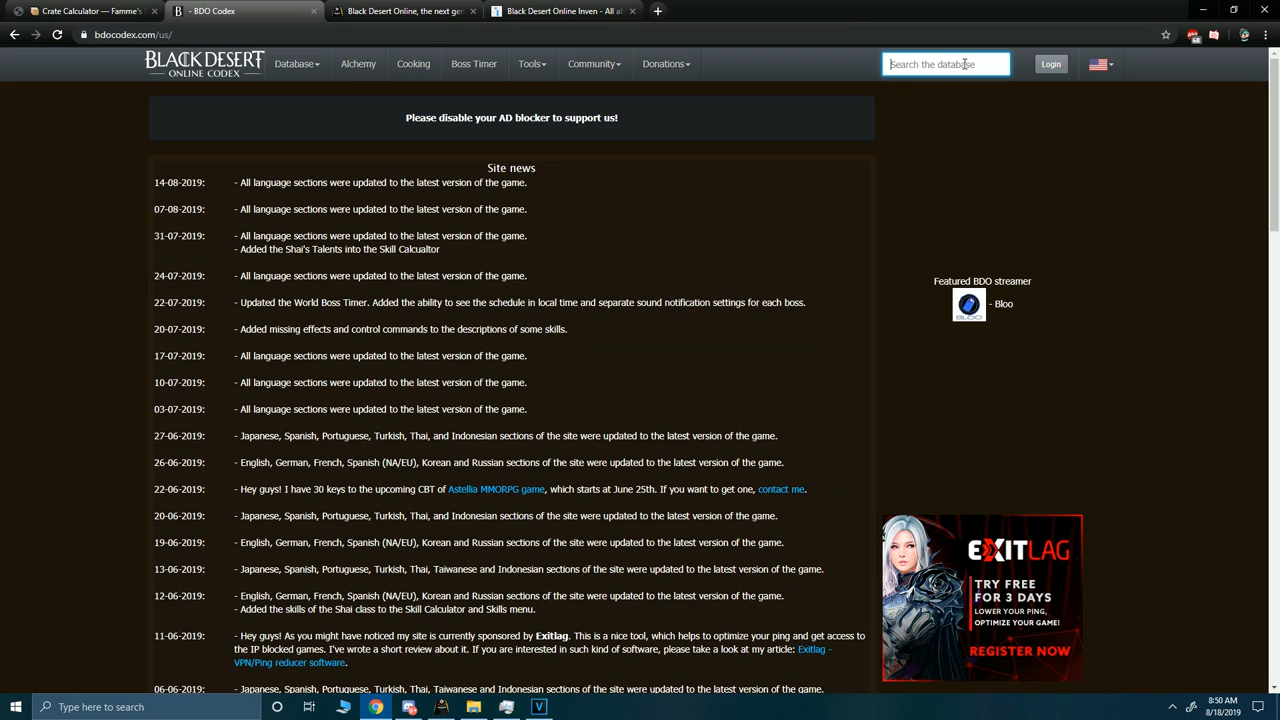 Crate Calculator — Famme's
- BDO Codex
Black Desert, the next ger
Black Desert Online Inven - All ab
bdocodex.com/us/
68
BLACK DESERT
ONLINE CODEX
Database
Alchemy
Cooking
Boss Timer
Tools
Community
Donations
Search the database
Login
Please disable your AD blocker to support us!
Site news
14-08-2019: - All language sections were updated to the latest version of the game.
07-08-2019: - All language sections were updated to the latest version of the game.
31-07-2019: - All language sections were updated to the latest version of the game.
- Added the Shai's Talents into the Skill Calcualtor
24-07-2019: - All language sections were updated to the latest version of the game.
22-07-2019: - Updated the World Boss Timer. Added the ability to see the schedule in local time and separate sound notification settings for each boss.
20-07-2019: - Added missing effects and control commands to the descriptions of some skills.
17-07-2019: - All language sections were updated to the latest version of the game.
10-07-2019: - All language sections were updated to the latest version of the game.
03-07-2019: - All language sections were updated to the latest version of the game.
27-06-2019: - Japanese, Spanish, Portuguese, Turkish, Thai, and Indonesian sections of the site were updated to the latest version of the game.
26-06-2019: - English, German, French, Spanish (NA/EU), Korean and Russian sections of the site were updated to the latest version of the game.
22-06-2019: - Hey guys! I have 30 keys to the upcoming CBT of Astellia MMORPG game, which starts at June 25th. If you want to get one, contact me.
20-06-2019: - Japanese, Spanish, Portuguese, Turkish, Thai, and Indonesian sections of the site were updated to the latest version of the game.
19-06-2019: - English, German, French, Spanish (NA/EU), Korean and Russian sections of the site were updated to the latest version of the game.
13-06-2019: - Japanese, Spanish, Portuguese, Turkish, Thai, Taiwanese and Indonesian sections of the site were updated to the latest version of the game.
12-06-2019: - English, German, French, Spanish (NA/EU), Korean and Russian sections of the site were updated to the latest version of the game.
- Added the skills of the Shai class to the Skill Calculator and Skills menu.
11-06-2019: - Hey guys! As you might have noticed my site is currently sponsored by Exitlag. This is a nice tool, which helps to optimize your ping and get access to
the IP blocked games. I've wrote a short review about it. If you are interested in such kind of software, please take a look at my article: Exitlag -
VPN/Ping reducer software.
06-06-2019: - Japanese, Spanish, Portuguese, Turkish, Thai, Taiwanese and Indonesian sections of the site were updated to the latest version of the game.
Featured BDO streamer
BLOO
- Bloo
EXITLAG
TRY FREE
FOR 3 DAYS
LOWER YOUR PING,
OPTIMIZE YOUR GAME!
REGISTER NOW
Type here to search
8:50 AM
8/18/2019